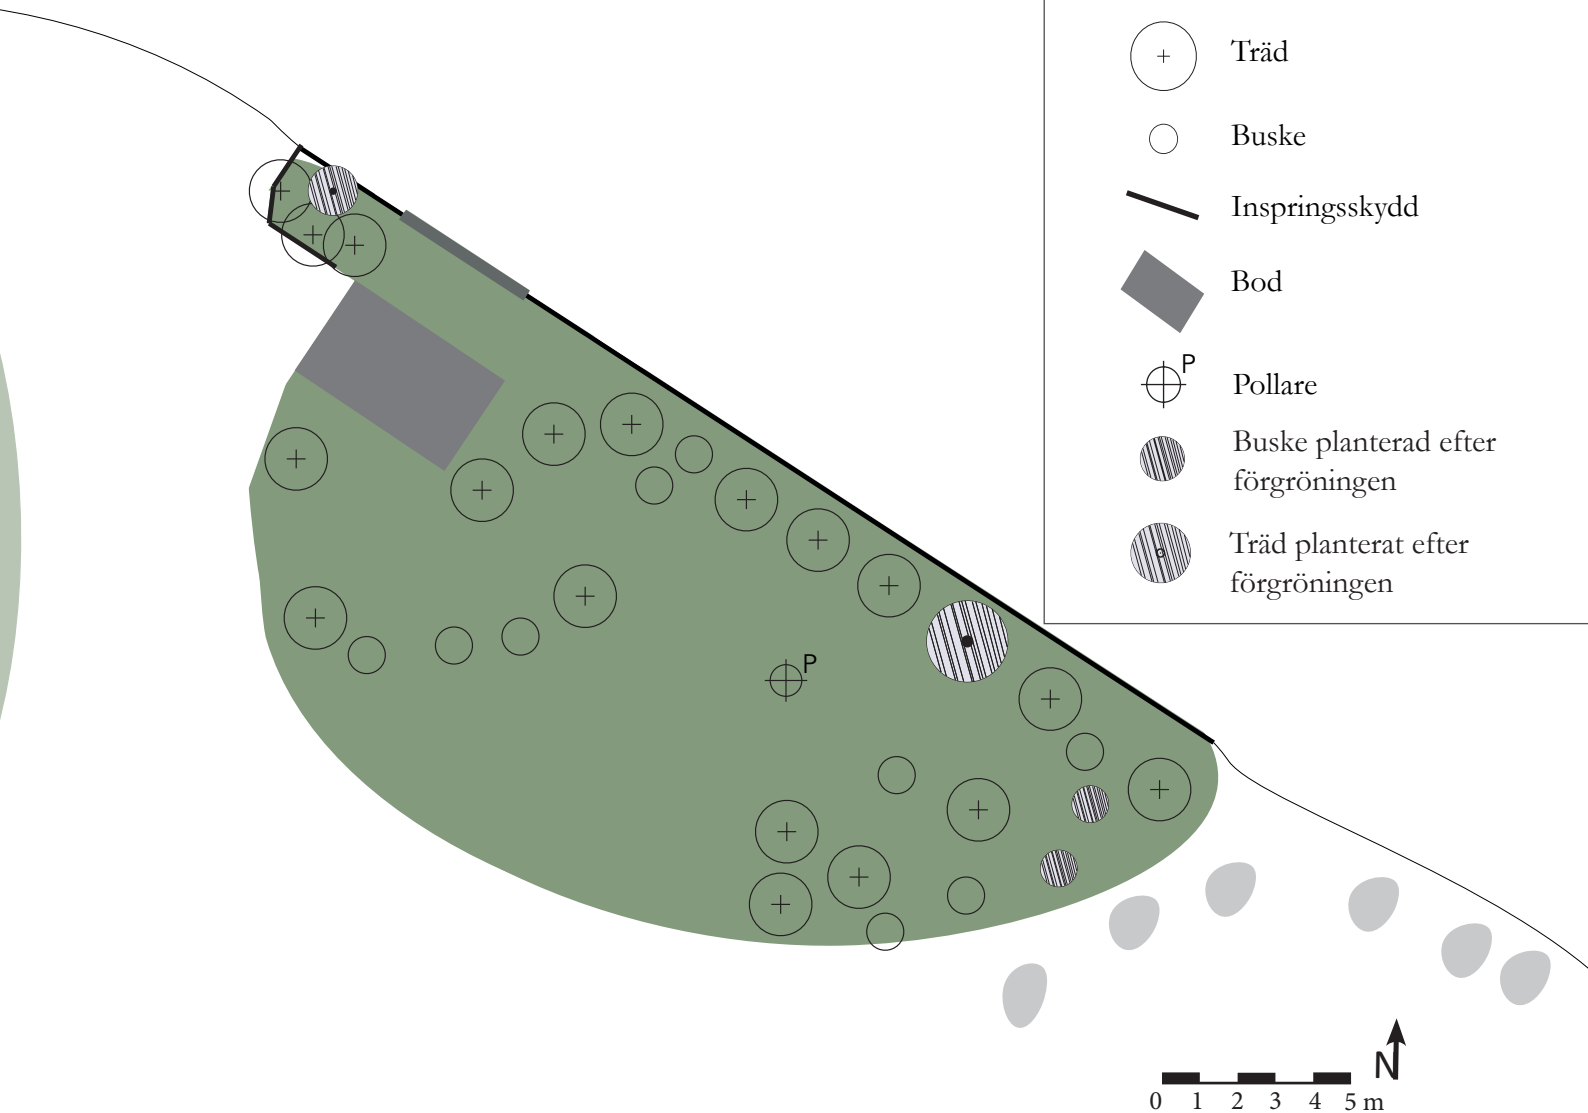 Träd
Buske
Inspringsskydd
Bod
P
Pollare
Buske planterad efter
förgröningen
Träd planterat efter
förgröningen
P
N
0 1 2 3 4 5 m